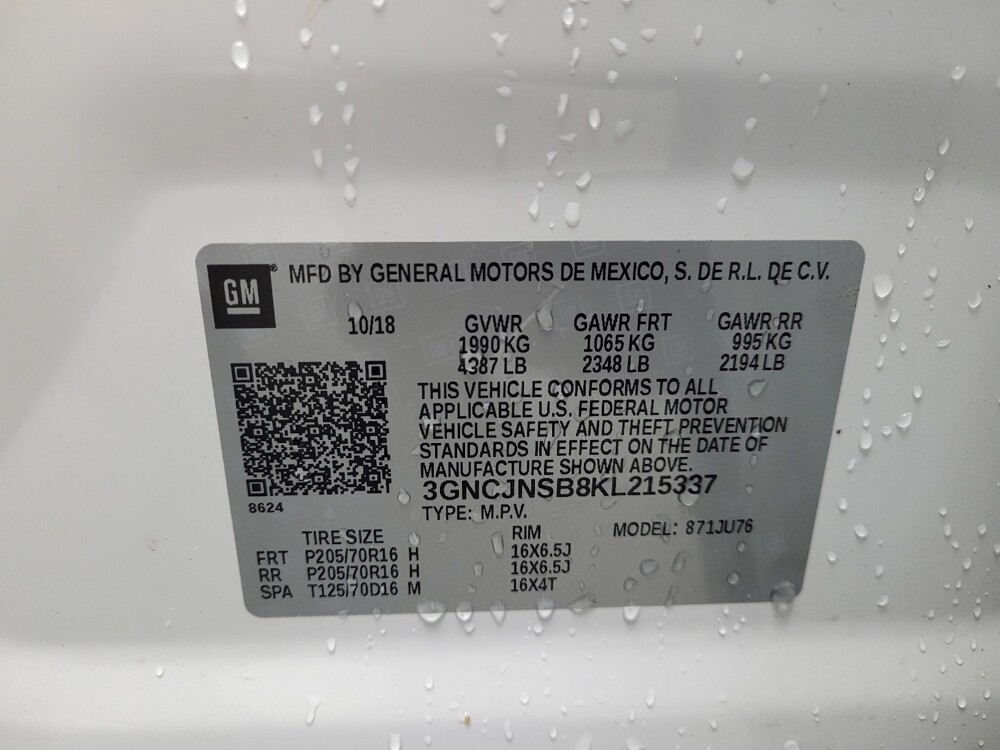 GM® MFD BY GENERAL MOTORS DE MEXICO, S. DE R.L. DE C.V.
10/18 GVWR GAWR FRT GAWR RR
1990 KG 1065 KG 995 KG
4387 LB 2348 LB 2194 LB
THIS VEHICLE CONFORMS TO ALL
APPLICABLE U.S. FEDERAL MOTOR
VEHICLE SAFETY AND THEFT PREVENTION
STANDARDS IN EFFECT ON THE DATE OF
MANUFACTURE SHOWN ABOVE.
3GNCJNSB8KL215337
8624
TYPE: M.P.V. MODEL: 871JU76
TIRE SIZE RIM
FRT P205/70R16 H 16X6.5J
RR P205/70R16 H 16X6.5J
SPA T125/70D16 M 16X4T